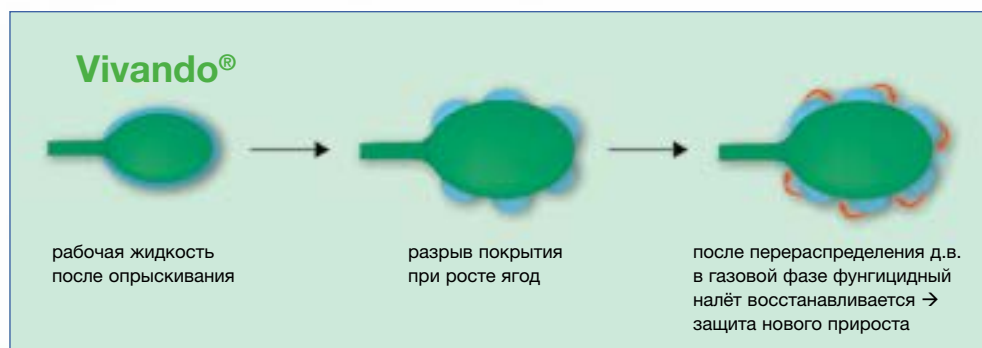 Vivando®
рабочая жидкость
после опрыскивания
разрыв покрытия
при росте ягод
после перераспределения д.в.
в газовой фазе фунгицидный
налёт восстанавливается →
защита нового прироста